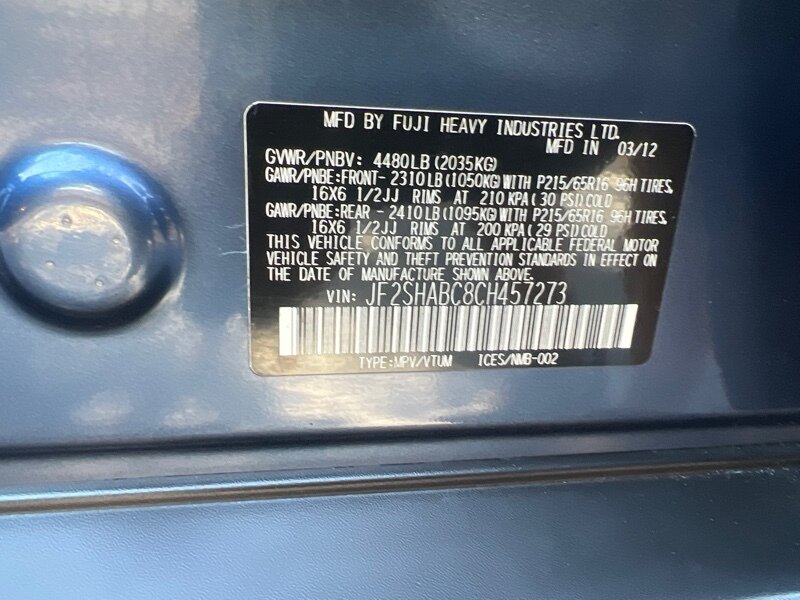 MFD BY FUJI HEAVY INDUSTRIES LTD.
MFD IN 03/12
GVWR/PNBV: 4480LB(2035KG)
GAWR/PNBE:FRONT- 2310LB(1050KG)WITH P215/65R16 96H TIRES,
16X6 1/2JJ RIMS AT 210 KPA(30 PSI)COLD
GAWR/PNBE:REAR - 2410LB(1095KG)WITH P215/65R16 96H TIRES,
16X6 1/2JJ RIMS AT 200 KPA(29 PSI)COLD
THIS VEHICLE CONFORMS TO ALL APPLICABLE FEDERAL MOTOR
VEHICLE SAFETY AND THEFT PREVENTION STANDARDS IN EFFECT ON
THE DATE OF MANUFACTURE SHOWN ABOVE.
VIN: JF2SHABC8CH457273
TYPE:MPV/VTUM ICES/NMB-002